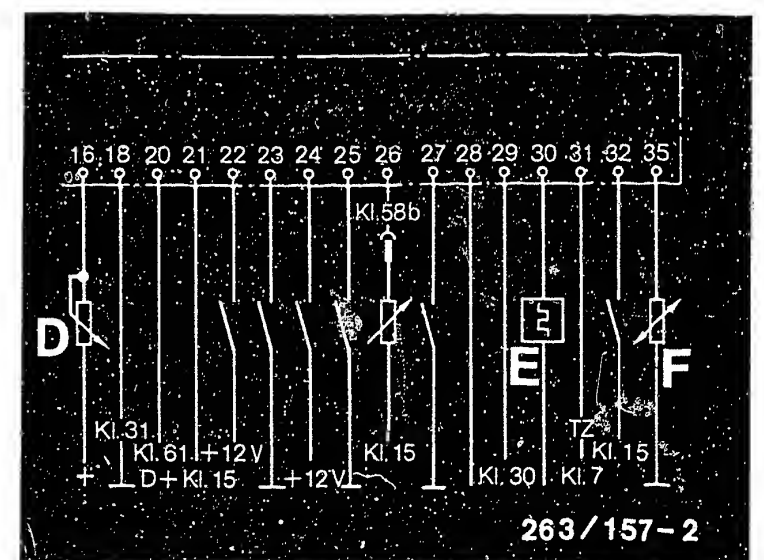 16 18 20 21 22 23 24 25 26 27 28 29 30 31 32 35
Kl.58b
D
E
F
Kl.31
TZ
Kl.61 +12V
Kl.15
Kl.15
+
D+ Kl.15
+12V
Kl.30
Kl.7
263/157-2